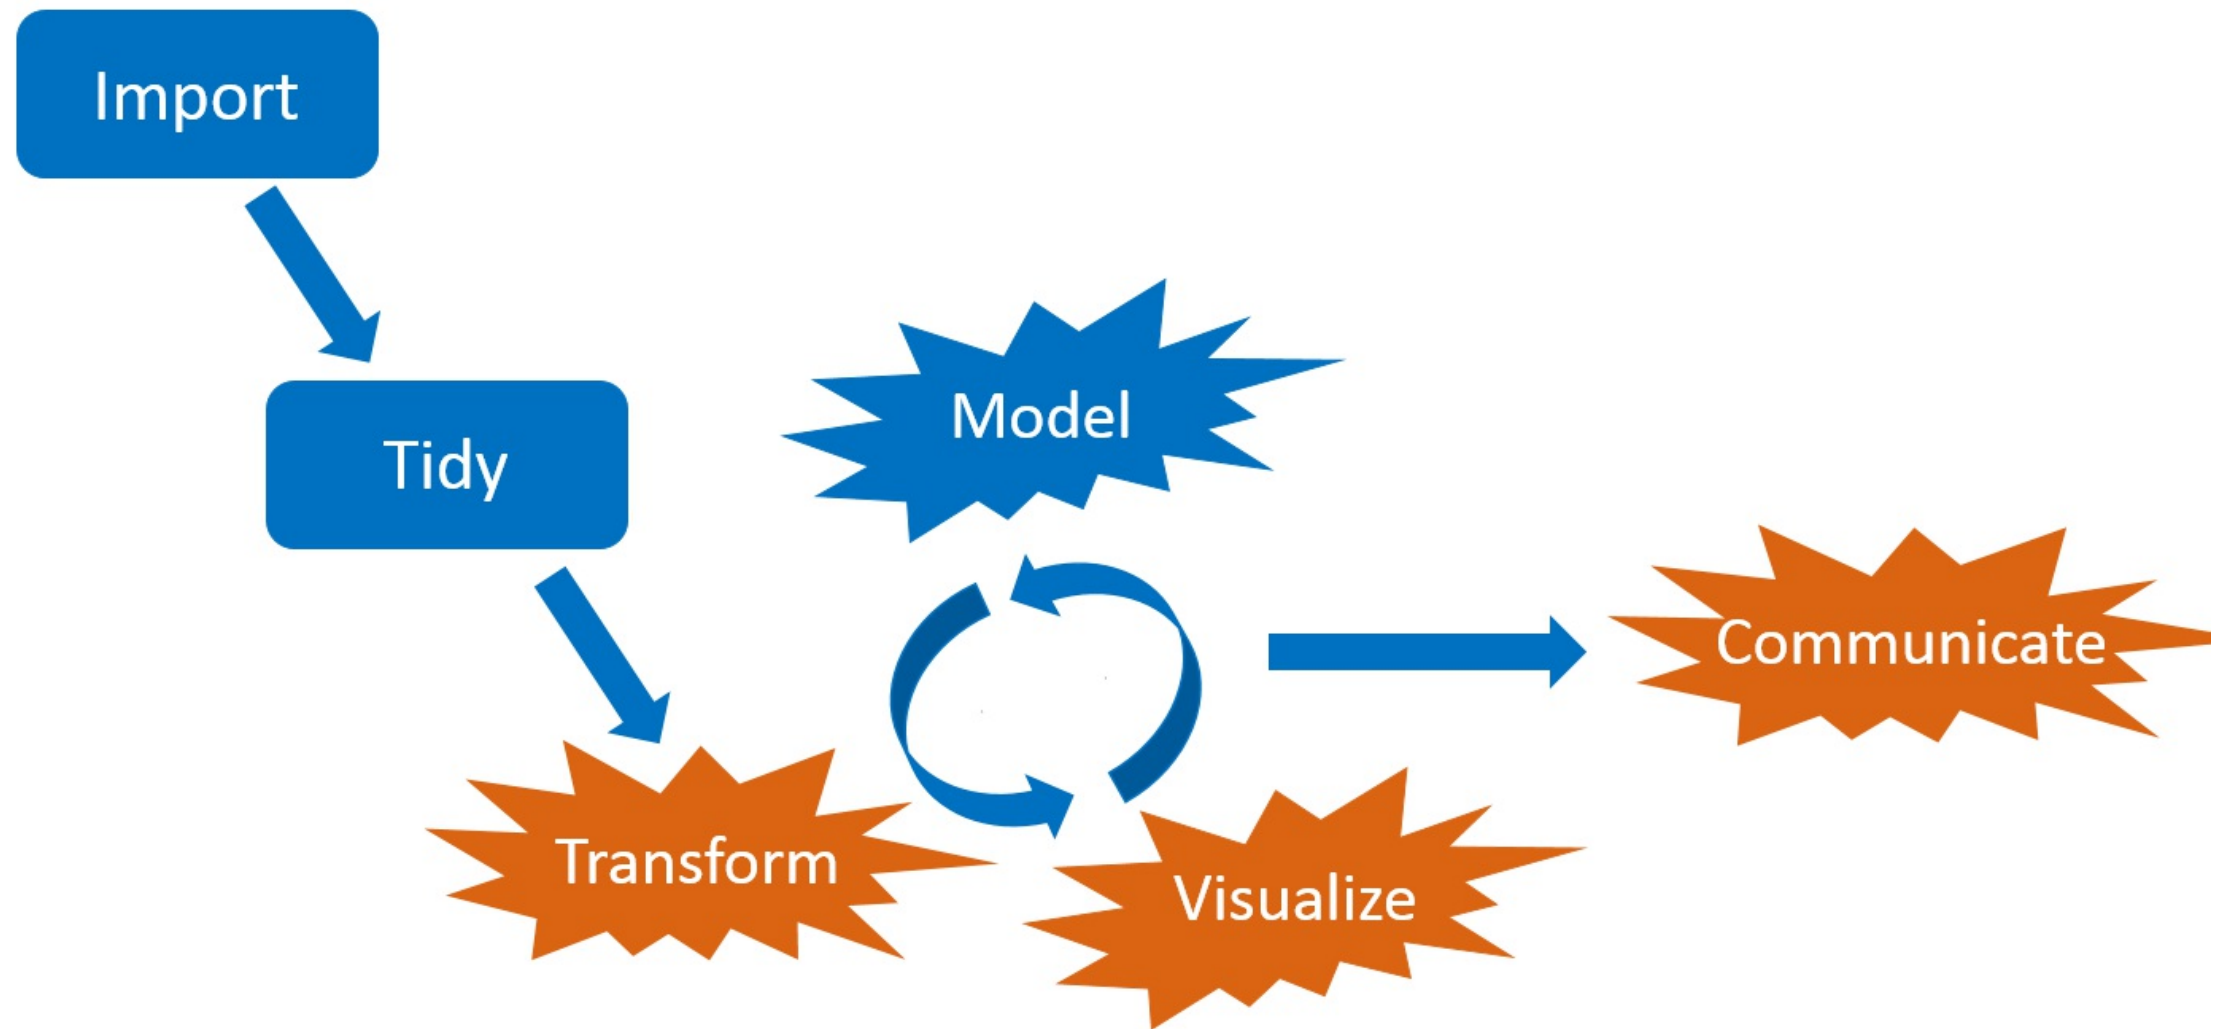 Import
Tidy
Model
Communicate
Transform
Visualize